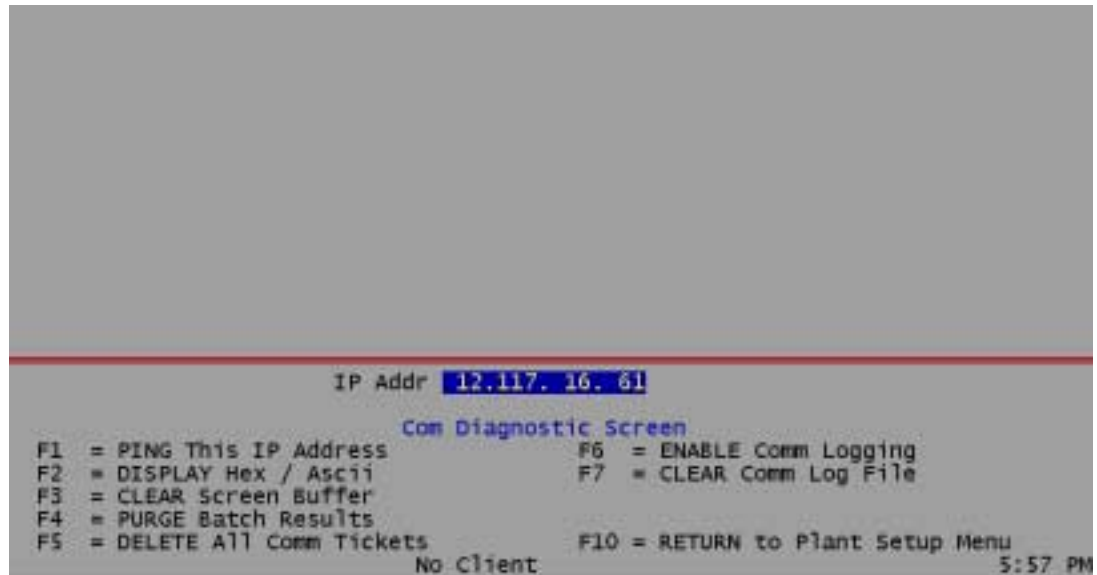 IP Addr 12.117. 16. 61
Com Diagnostic Screen
F1 = PING This IP Address F6 = ENABLE Comm Logging
F2 = DISPLAY Hex / Ascii F7 = CLEAR Comm Log File
F3 = CLEAR Screen Buffer
F4 = PURGE Batch Results
F5 = DELETE All Comm Tickets F10 = RETURN to Plant Setup Menu
No Client 5:57 PM